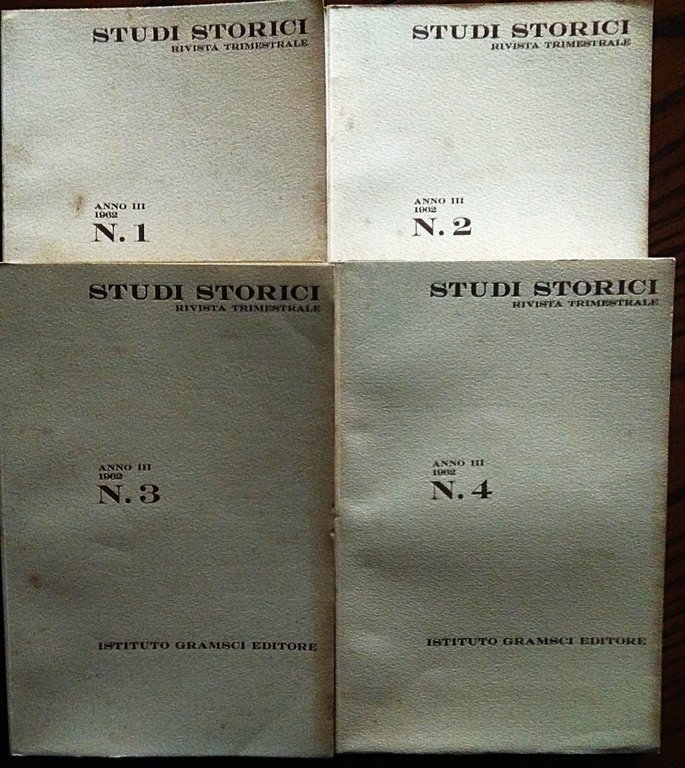 STUDI STORICI
RIVISTA TRIMESTRALE
ANNO III
1962
N. 1
STUDI STORICI
RIVISTA TRIMESTRALE
ANNO III
1962
N. 2
STUDI STORICI
RIVISTA TRIMESTRALE
ANNO III
1962
N. 3
ISTITUTO GRAMSCI EDITORE
STUDI STORICI
RIVISTA TRIMESTRALE
ANNO III
1962
N. 4
ISTITUTO GRAMSCI EDITORE